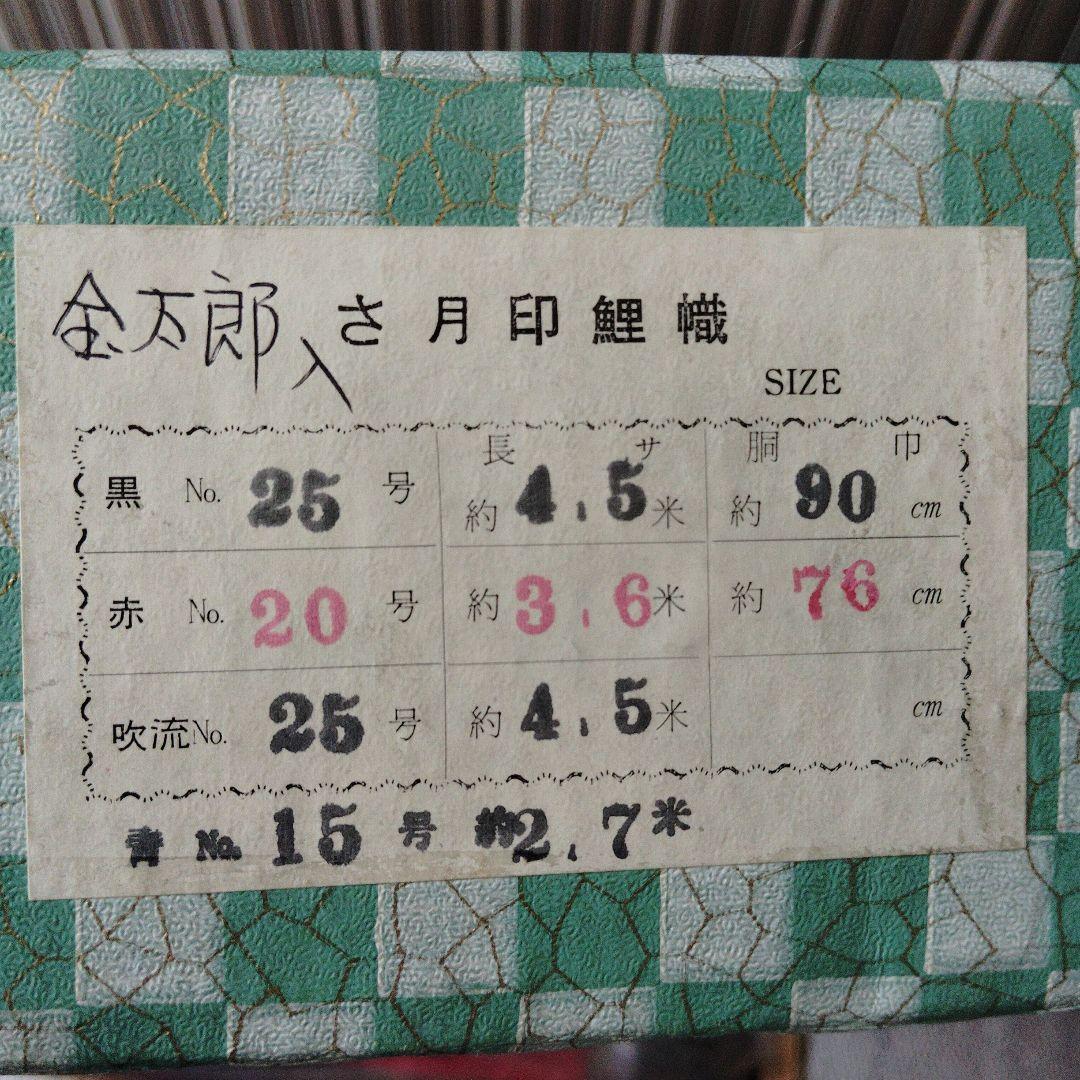 金太郎入 さ月印鯉幟
SIZE
長サ 胴巾
黒 No. 25 号 約 4.5 米 約 90 cm
赤 No. 20 号 約 3.6 米 約 76 cm
吹流 No. 25 号 約 4.5 米 cm
青 No. 15 号 約 2.7 米